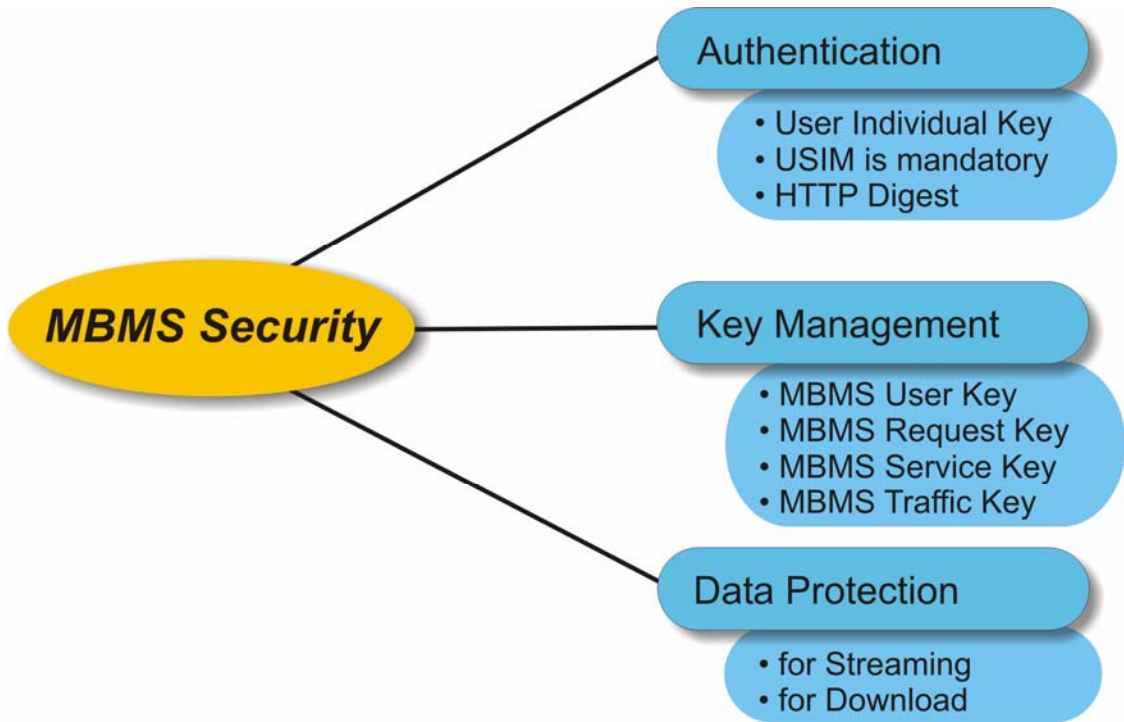 Authentication
• User Individual Key
• USIM is mandatory
• HTTP Digest
MBMS Security
Key Management
• MBMS User Key
• MBMS Request Key
• MBMS Service Key
• MBMS Traffic Key
Data Protection
• for Streaming
• for Download